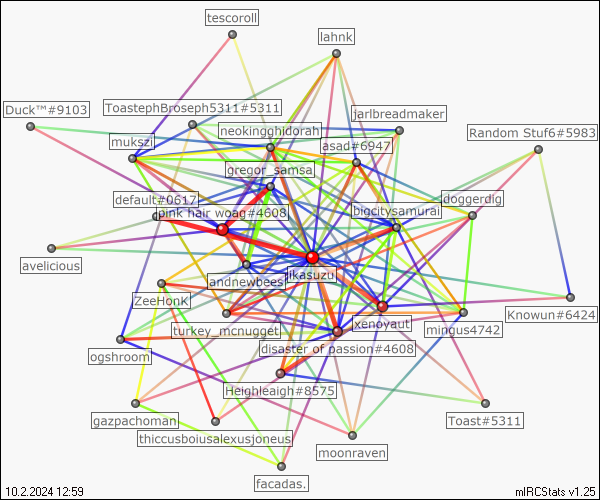 tescoroll
lahnk
Duck™#9103
ToastephBroseph5311#5311
jarlbreadmaker
neokingghidorah
Random Stuf6#5983
mukszi
asad#6947
gregor_samsa
default#0617
doggerdig
pink hair woag#4608
bigcitysamurai
avelicious
andnewbees
ikasuzu
ZeeHonk
Knowun#6424
xenoyaut
turkey_mcnugget
mingus4742
disaster of passion#4608
ogshroom
Heighleaigh#8575
gazpachoman
Toast#5311
thiccusboiusalexusjoneus
moonraven
facadas.
10.2.2024 12:59
mIRCStats v1.25